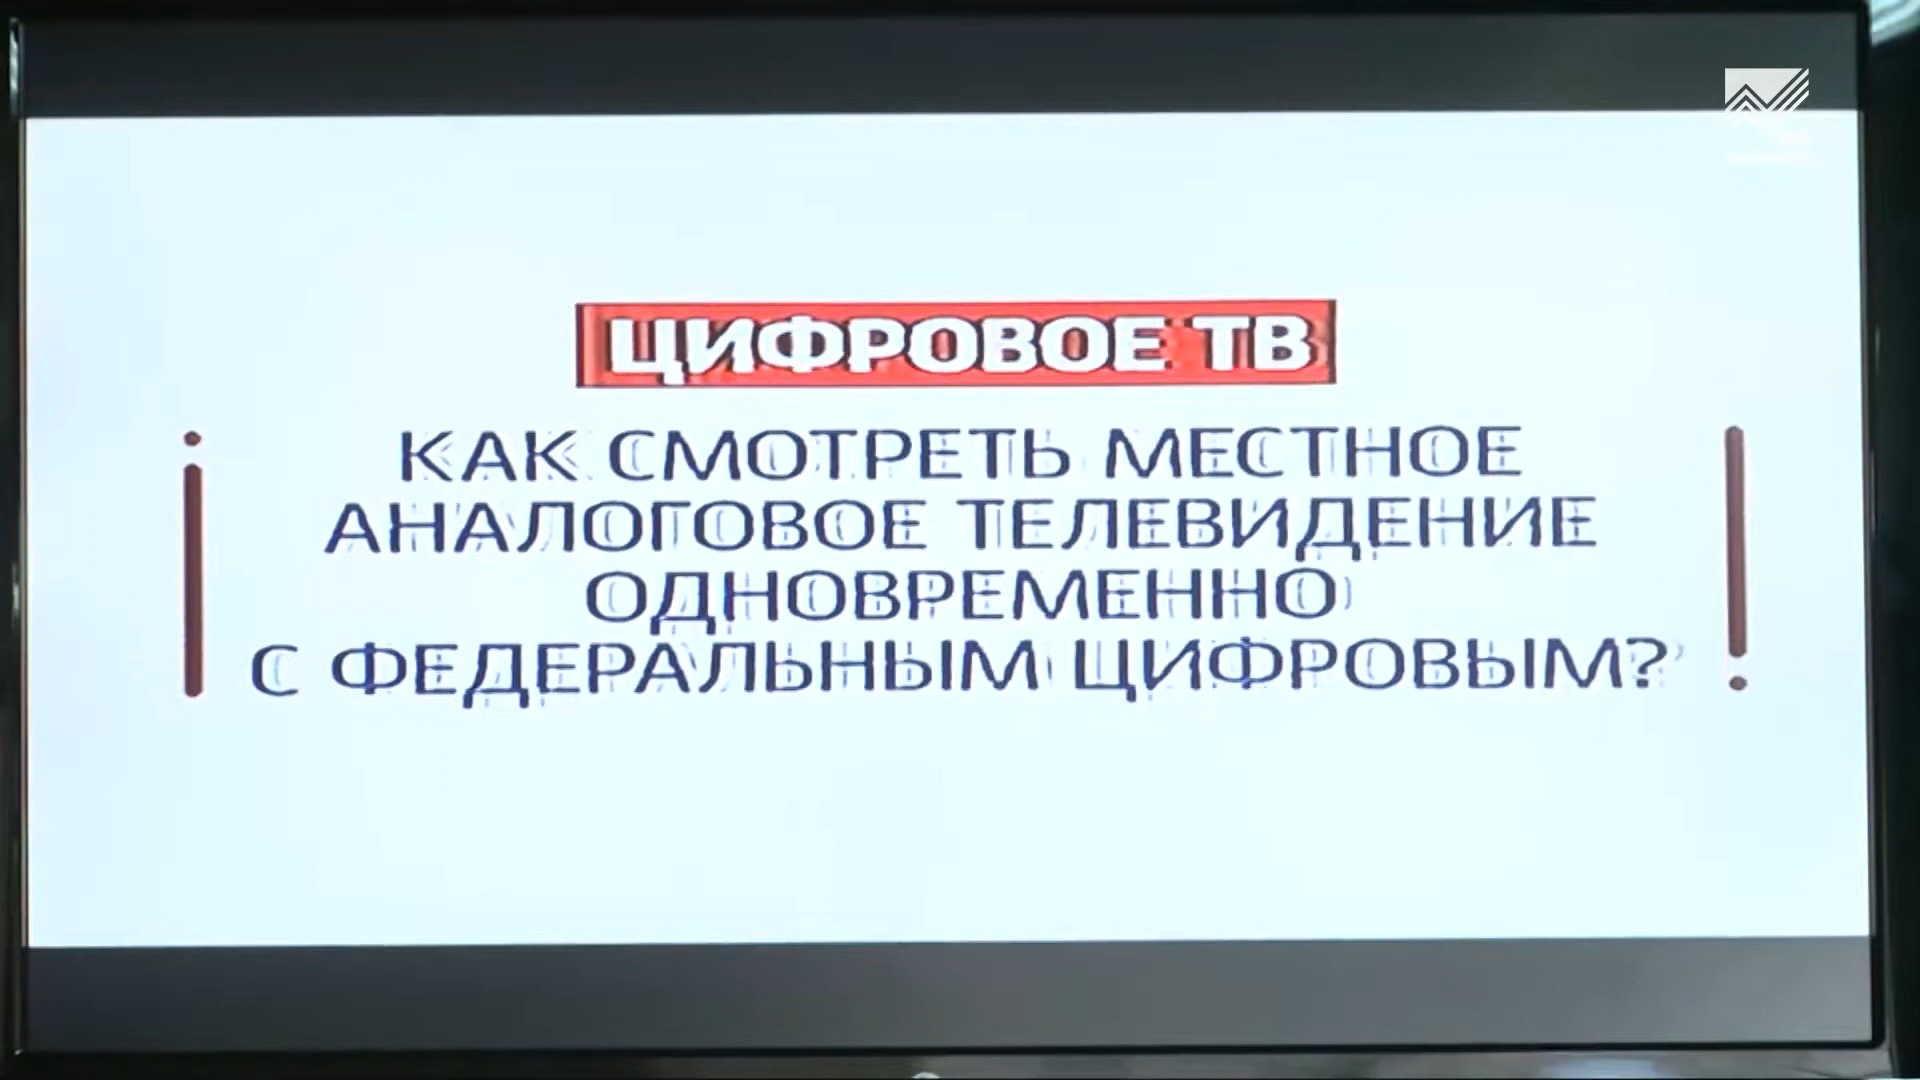 ЦИФРОВОЕ ТВ
КАК СМОТРЕТЬ МЕСТНОЕ
АНАЛОГОВОЕ ТЕЛЕВИДЕНИЕ
ОДНОВРЕМЕННО
С ФЕДЕРАЛЬНЫМ ЦИФРОВЫМ?